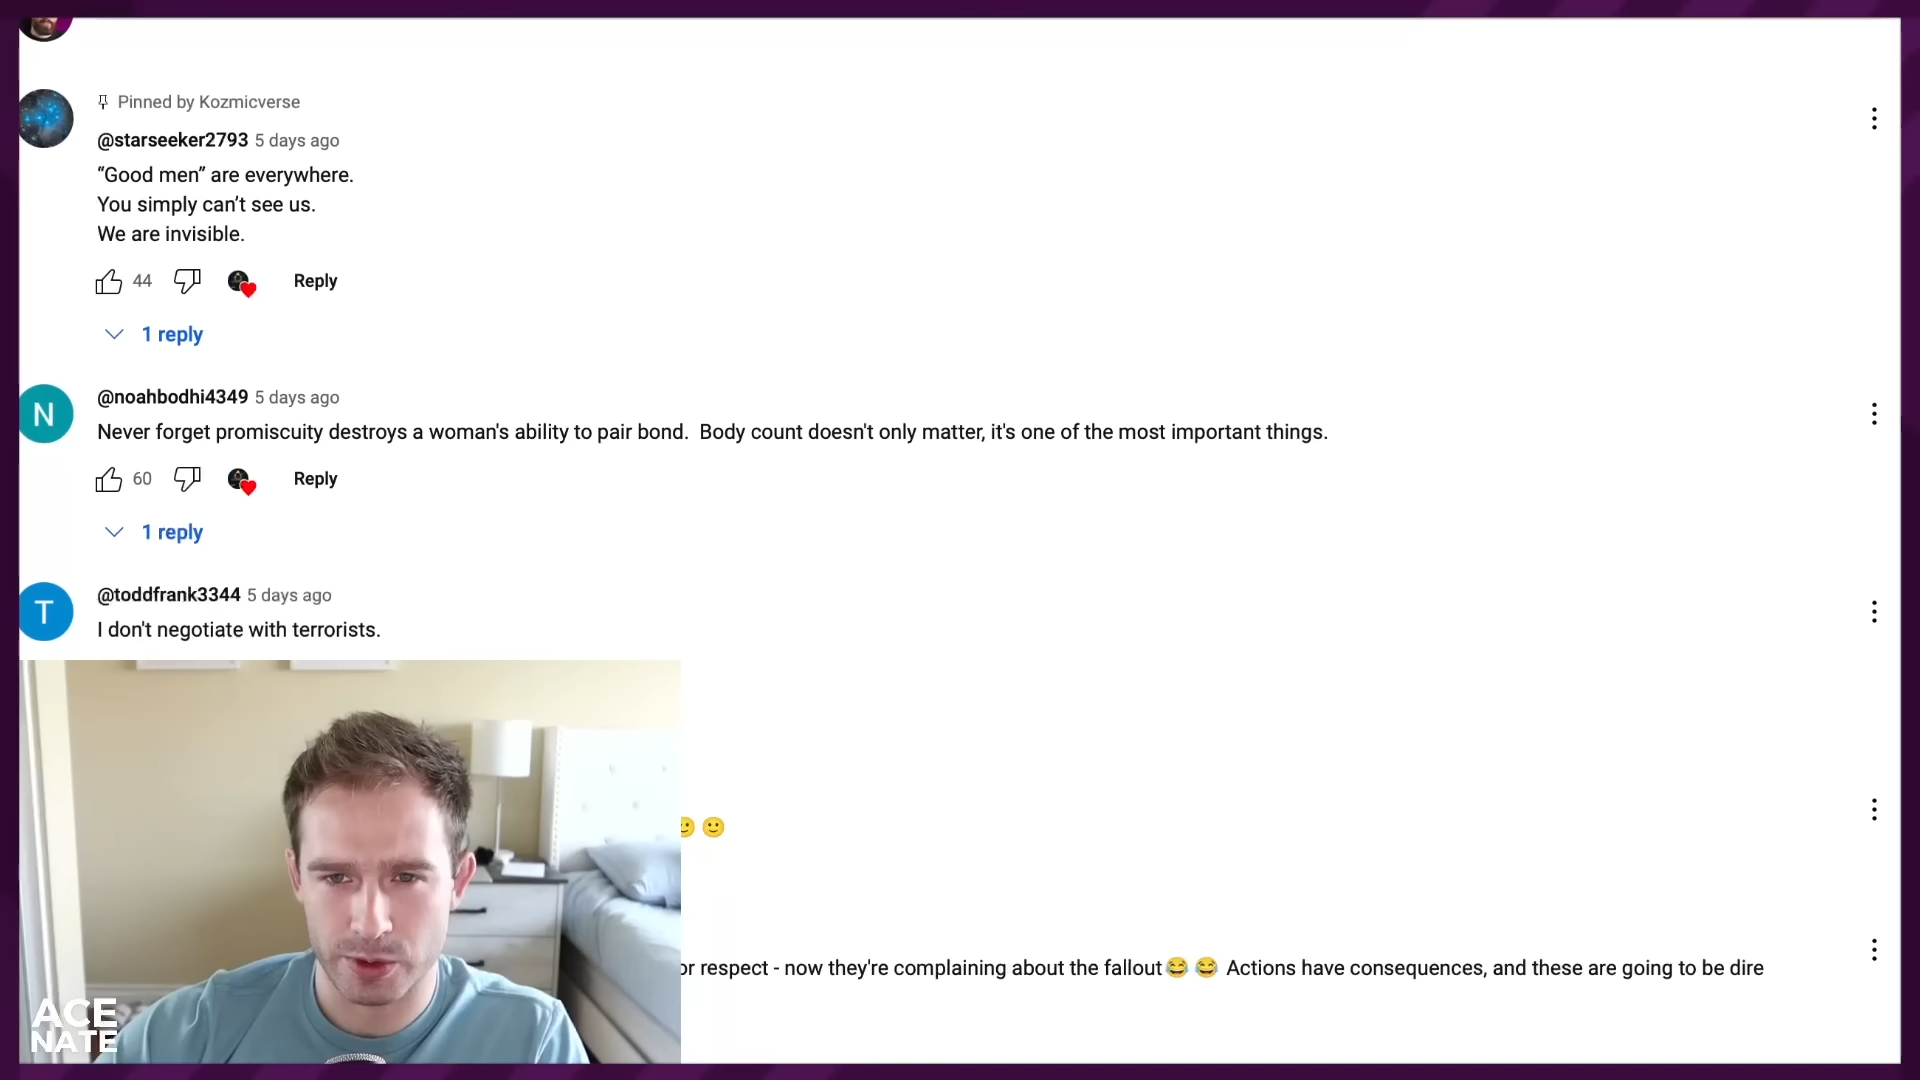 Pinned by Kozmicverse
@starseeker2793 5 days ago
“Good men” are everywhere.
You simply can’t see us.
We are invisible.
44 Reply
1 reply
N
@noahbodhi4349 5 days ago
Never forget promiscuity destroys a woman's ability to pair bond. Body count doesn't only matter, it's one of the most important things.
60 Reply
1 reply
T
@toddfrank3344 5 days ago
I don't negotiate with terrorists.
🙂 🙂
or respect - now they're complaining about the fallout😂 😂 Actions have consequences, and these are going to be dire
ACE
NATE